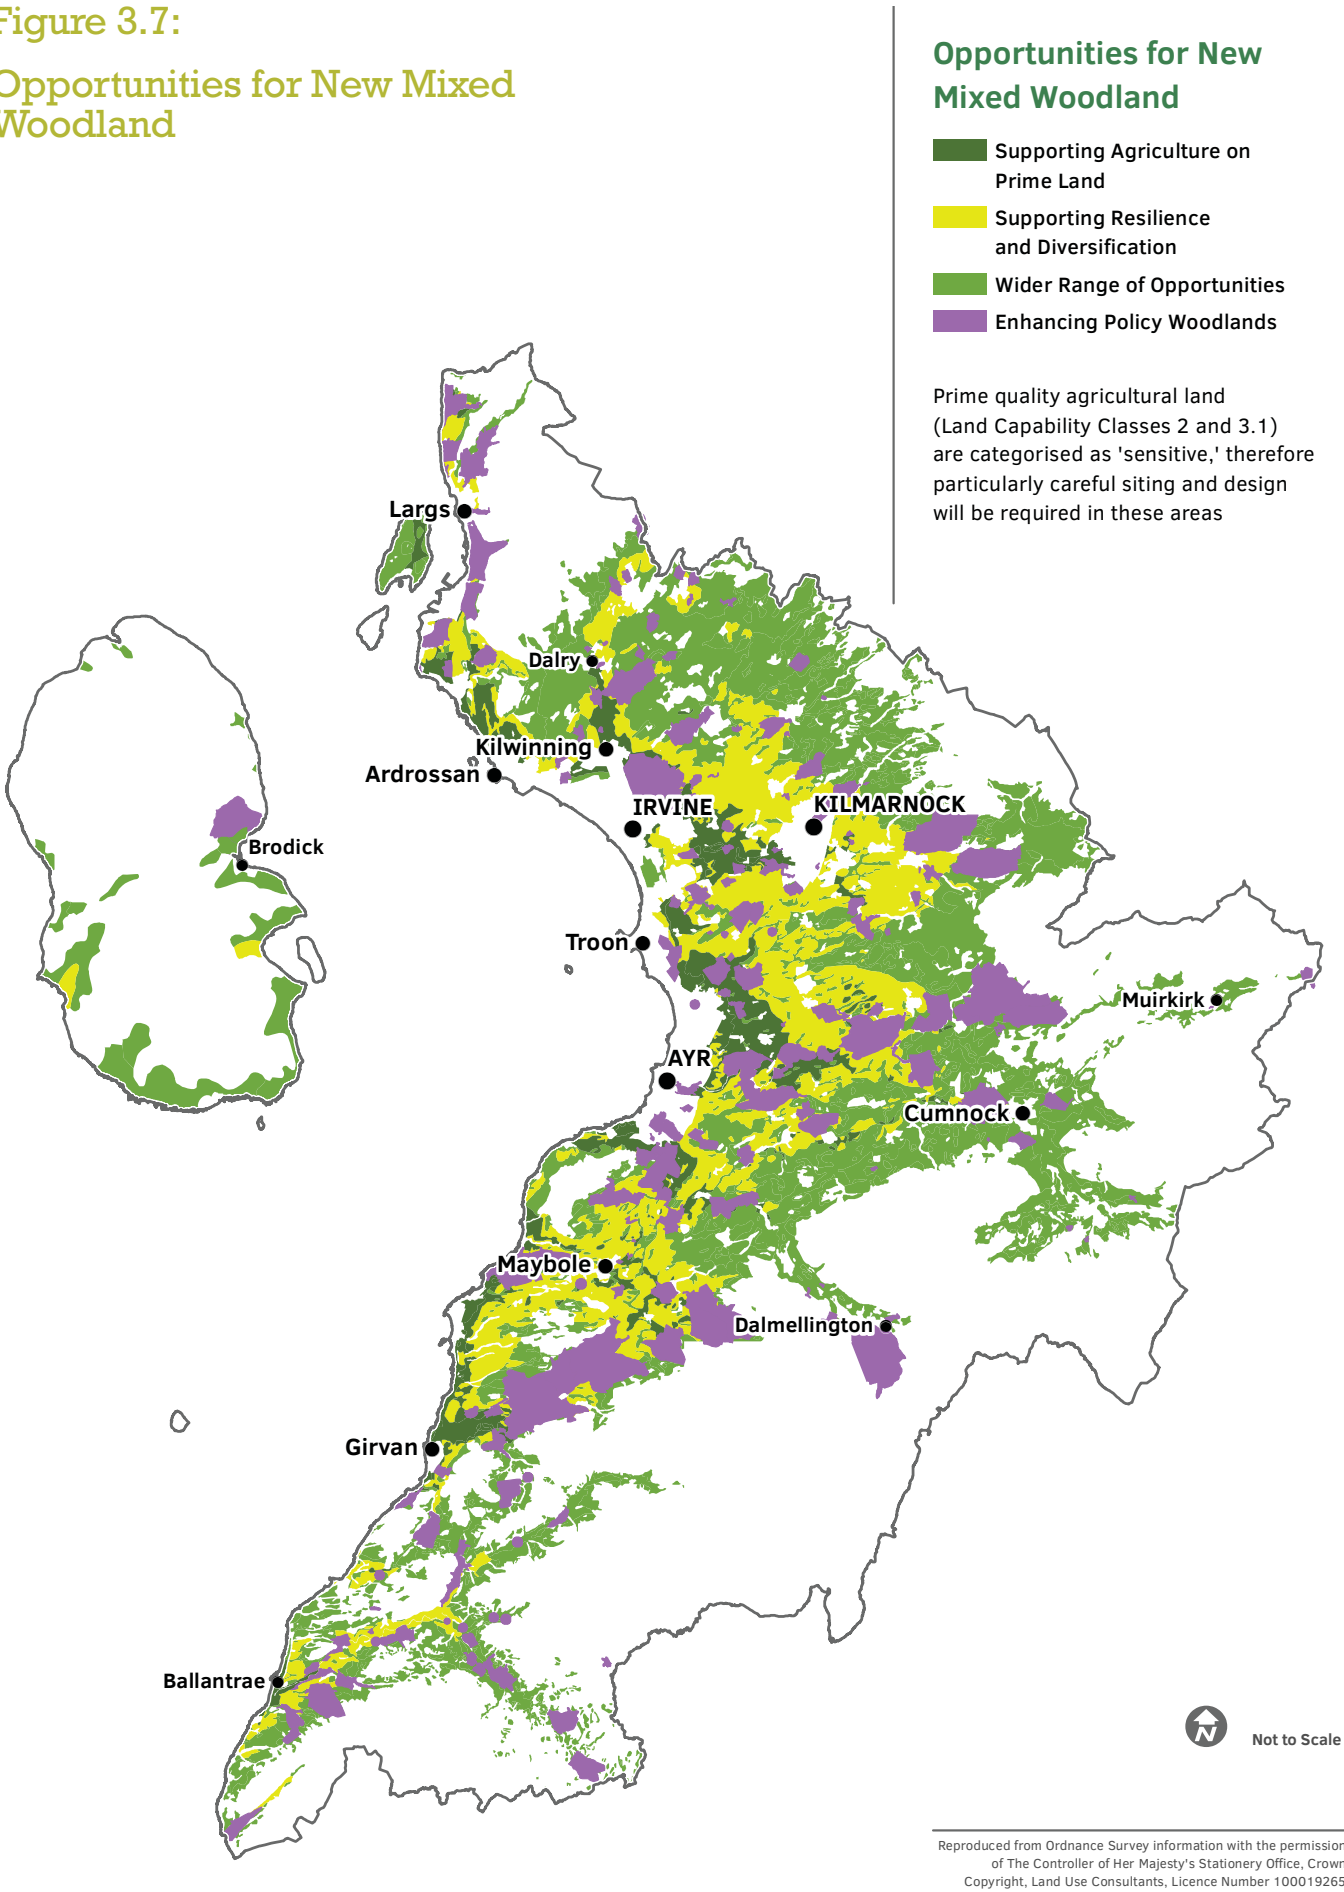 Figure 3.7:
Opportunities for New Mixed
Woodland
Opportunities for New
Mixed Woodland
Supporting Agriculture on
Prime Land
Supporting Resilience
and Diversification
Wider Range of Opportunities
Enhancing Policy Woodlands
Prime quality agricultural land
(Land Capability Classes 2 and 3.1)
are categorised as 'sensitive,' therefore
particularly careful siting and design
will be required in these areas
Largs
Dalry
Kilwinning
Ardrossan
IRVINE
KILMARNOCK
Brodick
Troon
Muirkirk
AYR
Cumnock
Maybole
Dalmellington
Girvan
Ballantrae
N
Not to Scale
Reproduced from Ordnance Survey information with the permission
of The Controller of Her Majesty's Stationery Office, Crown
Copyright, Land Use Consultants, Licence Number 100019265